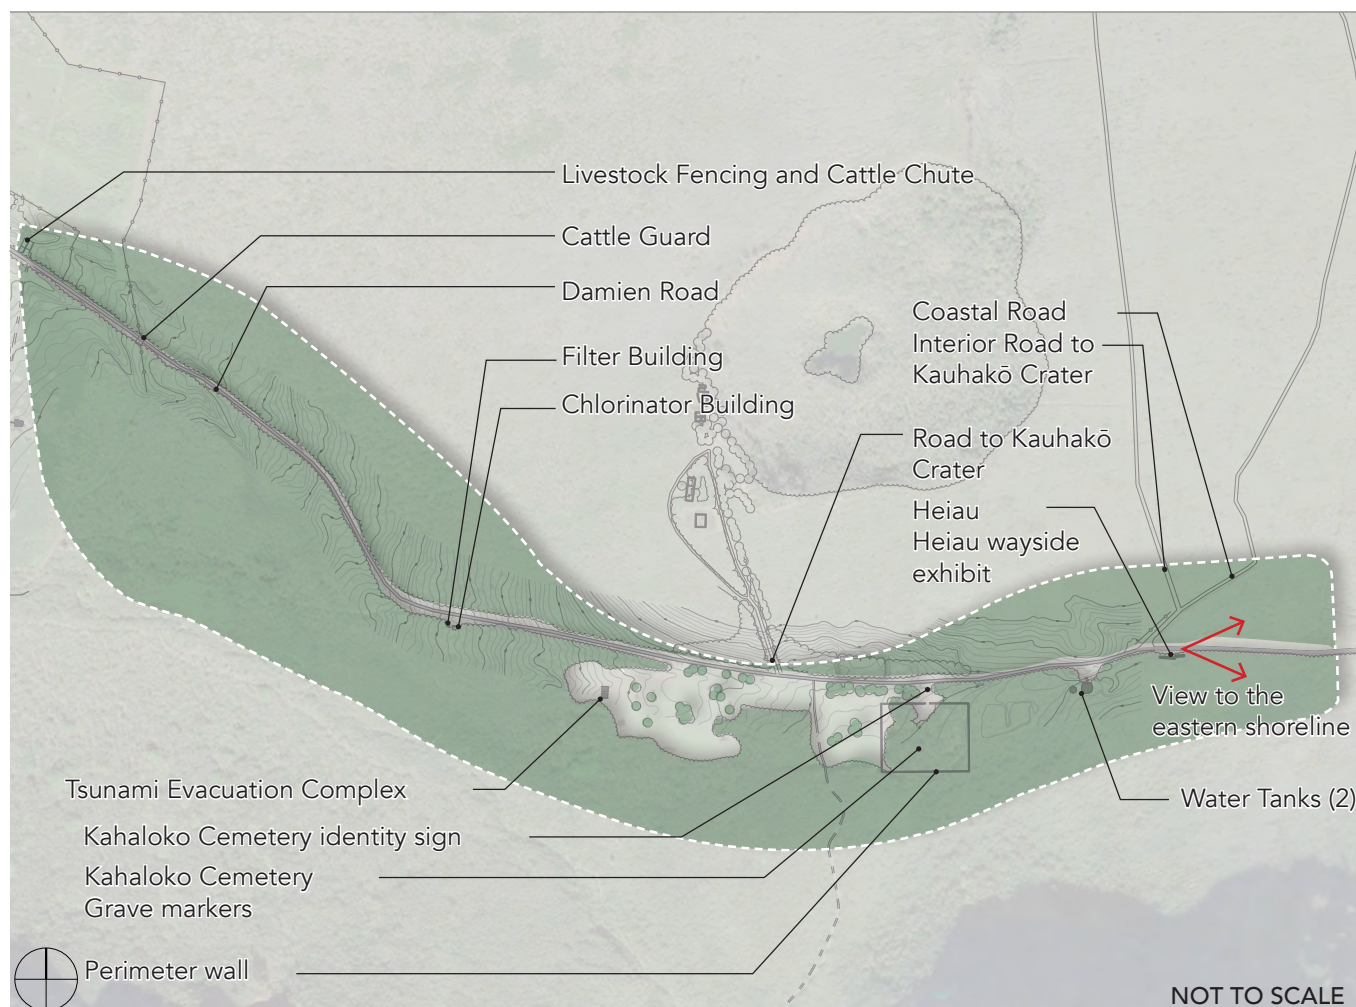 Livestock Fencing and Cattle Chute
Cattle Guard
Damien Road
Filter Building
Chlorinator Building
Coastal Road
Interior Road to
Kauhakō Crater
Road to Kauhakō
Crater
Heiau
Heiau wayside
exhibit
View to the
eastern shoreline
Water Tanks (2)
Tsunami Evacuation Complex
Kahaloko Cemetery identity sign
Kahaloko Cemetery
Grave markers
Perimeter wall
NOT TO SCALE